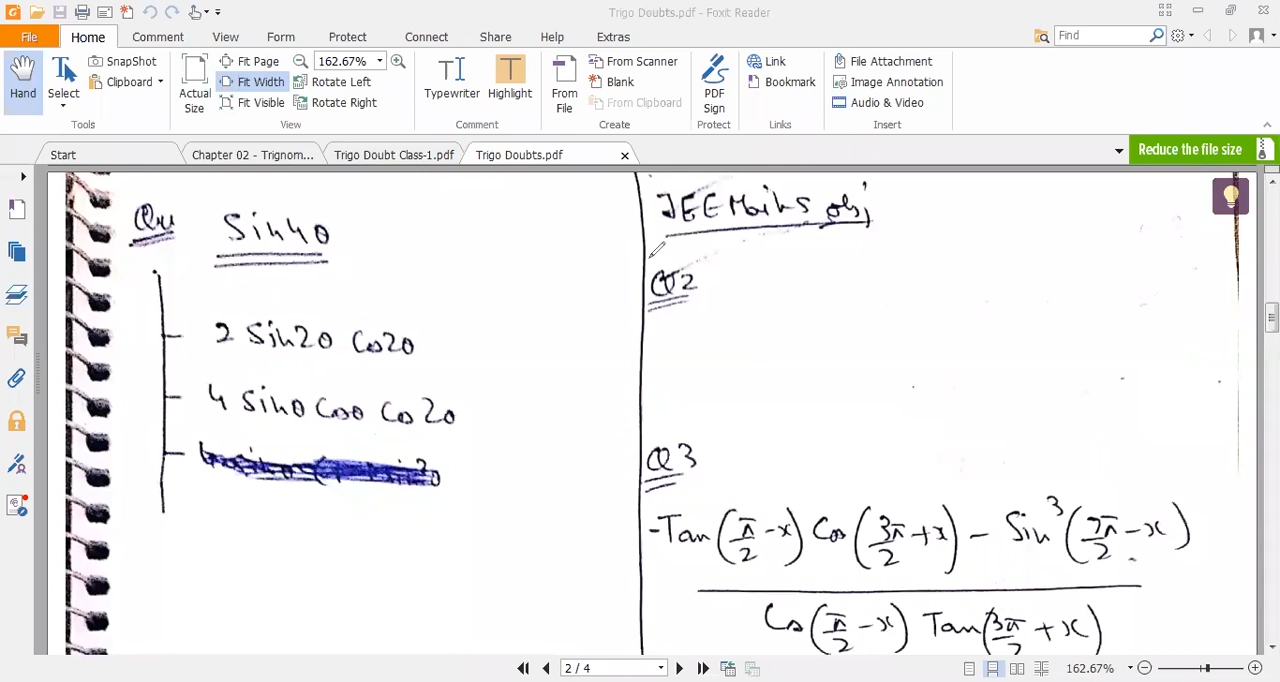 Trigo Doubts.pdf - Foxit Reader
File Home Comment View Form Protect Connect Share Help Extras Find
Hand Select SnapShot Clipboard Actual Size Fit Page Fit Width Fit Visible 162.67% Rotate Left Rotate Right Typewriter Highlight From File From Scanner Blank From Clipboard PDF Sign Link Bookmark File Attachment Image Annotation Audio & Video
Tools View Comment Create Protect Links Insert
Start Chapter 02 - Trignom... Trigo Doubt Class-1.pdf Trigo Doubts.pdf Reduce the file size
Sin4θ
2 Sin2θ Cos2θ
4 Sinθ Cosθ Cos2θ
JEE Mains obj
Q2
Q3
-Tan(π/2 -x) Cos(3π/2 +x) - Sin³(7π/2 -x)
Cos(π/2 -x) Tan(3π/2 +x)
2 / 4 162.67%